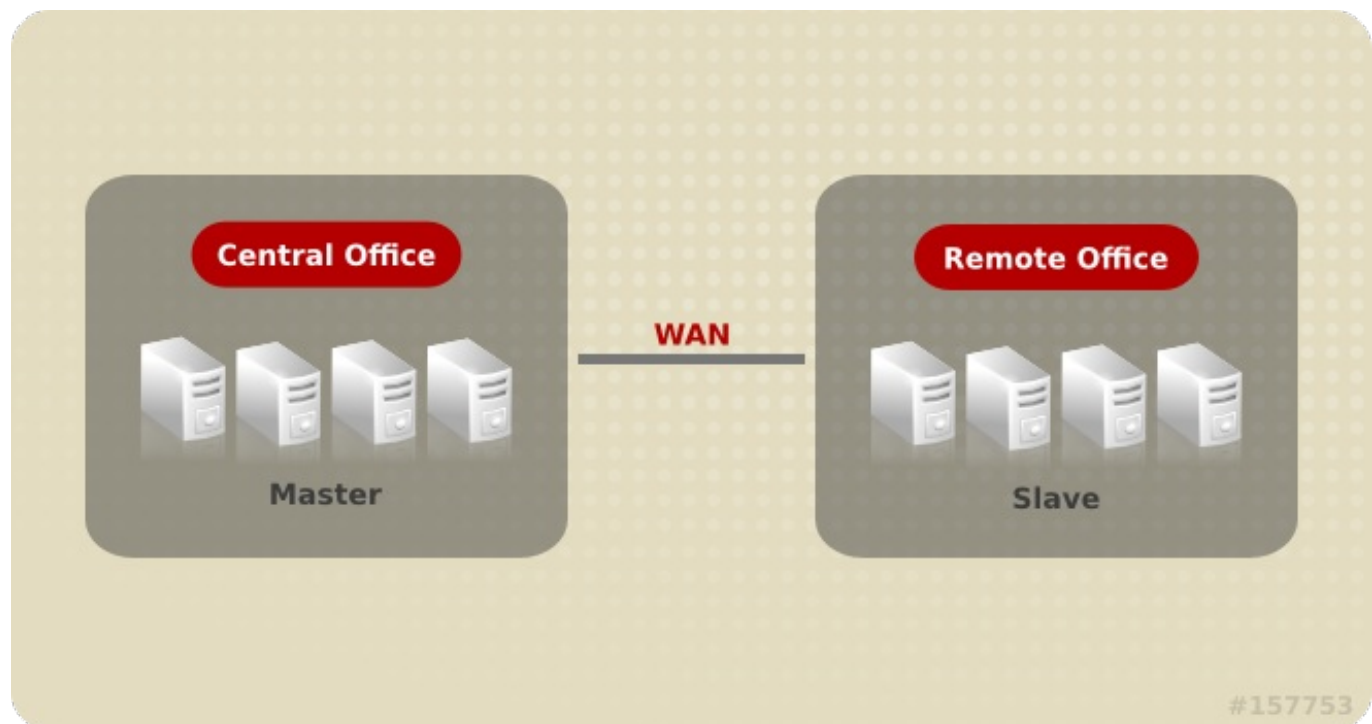 Central Office
Remote Office
WAN
Master
Slave
#157753